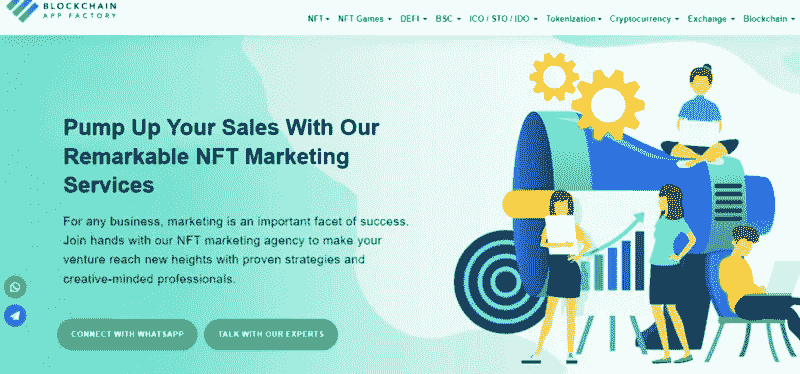 BLOCKCHAIN
APP FACTORY
NFT NFT Games DEFI BSC ICO / STO / IDO Tokenization Cryptocurrency Exchange Blockchain
Pump Up Your Sales With Our
Remarkable NFT Marketing
Services
For any business, marketing is an important facet of success.
Join hands with our NFT marketing agency to make your
venture reach new heights with proven strategies and
creative-minded professionals.
CONNECT WITH WHATSAPP TALK WITH OUR EXPERTS